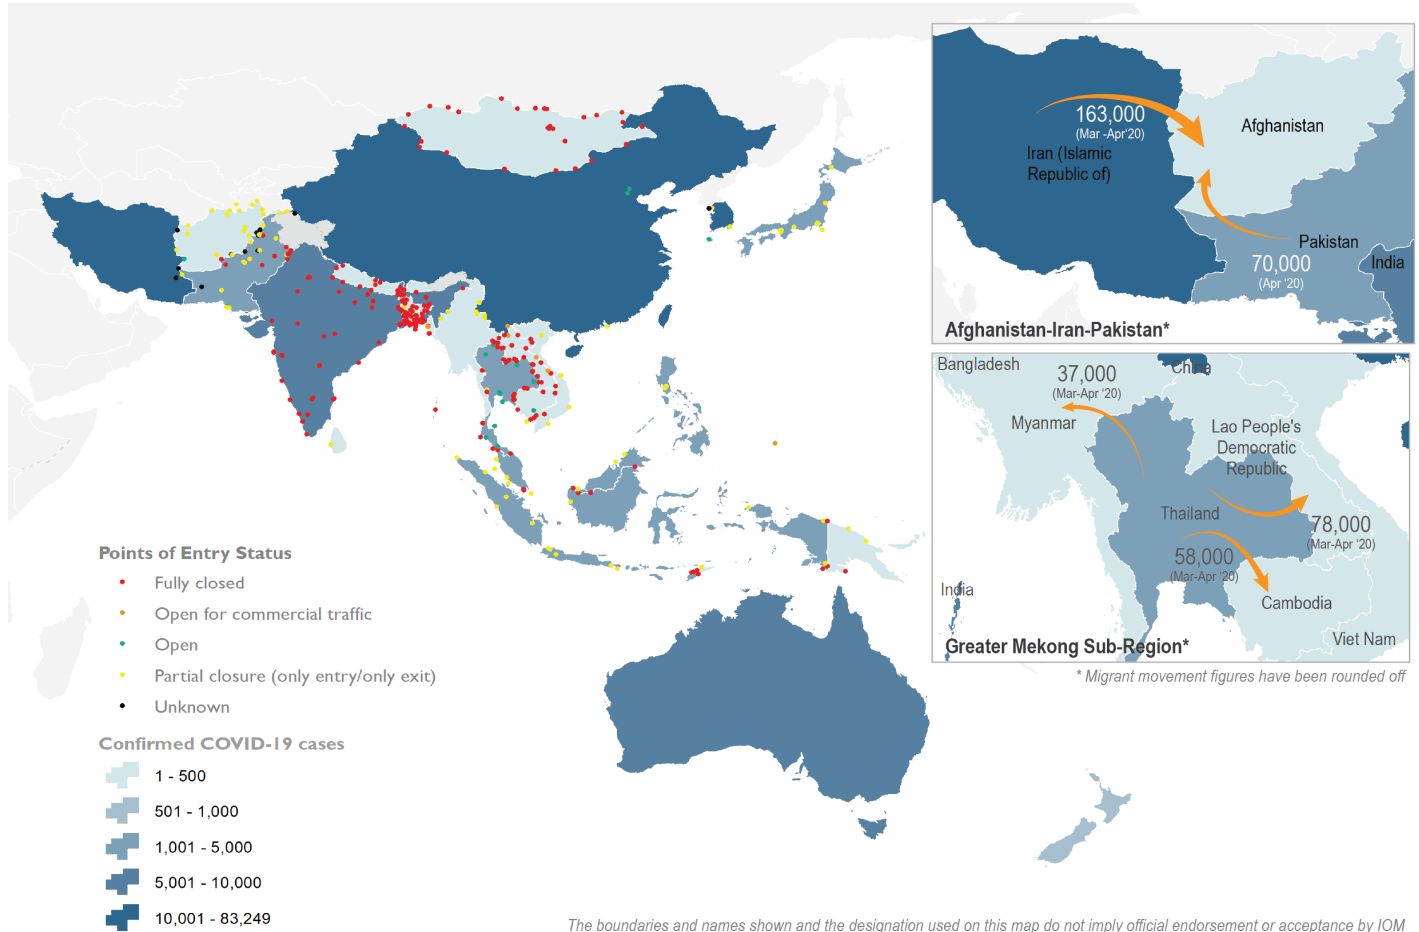 163,000
(Mar -Apr'20)
Iran (Islamic
Republic of)
Afghanistan
Pakistan
70,000
(Apr '20)
India
Afghanistan-Iran-Pakistan*
Bangladesh
China
37,000
(Mar-Apr '20)
Myanmar
Lao People's
Democratic
Republic
Thailand
78,000
(Mar-Apr '20)
58,000
(Mar-Apr '20)
India
Cambodia
Viet Nam
Greater Mekong Sub-Region*
* Migrant movement figures have been rounded off
Points of Entry Status
Fully closed
Open for commercial traffic
Open
Partial closure (only entry/only exit)
Unknown
Confirmed COVID-19 cases
1 - 500
501 - 1,000
1,001 - 5,000
5,001 - 10,000
10,001 - 83,249
The boundaries and names shown and the designation used on this map do not imply official endorsement or acceptance by IOM